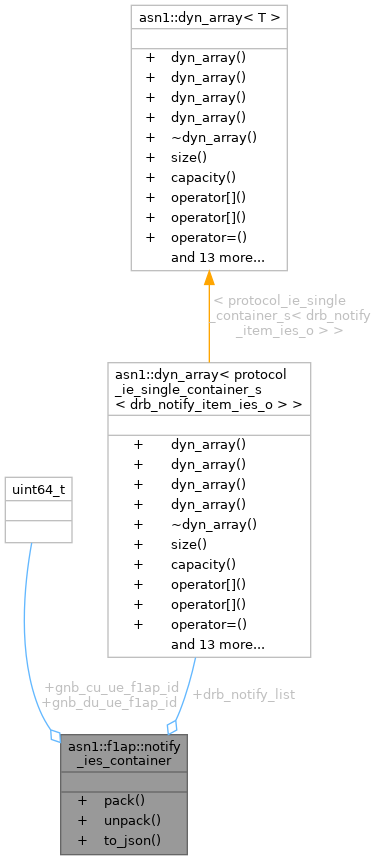 asn1::dyn_array< T >
+ dyn_array()
+ dyn_array()
+ dyn_array()
+ dyn_array()
+ ~dyn_array()
+ size()
+ capacity()
+ operator[]()
+ operator[]()
+ operator=()
and 13 more...
< protocol_ie_single
_container_s< drb_notify
_item_ies_o > >
asn1::dyn_array< protocol
_ie_single_container_s
< drb_notify_item_ies_o > >
+ dyn_array()
+ dyn_array()
+ dyn_array()
+ dyn_array()
+ ~dyn_array()
+ size()
+ capacity()
+ operator[]()
+ operator[]()
+ operator=()
and 13 more...
uint64_t
+gnb_cu_ue_f1ap_id
+gnb_du_ue_f1ap_id
+drb_notify_list
asn1::f1ap::notify
_ies_container
+ pack()
+ unpack()
+ to_json()